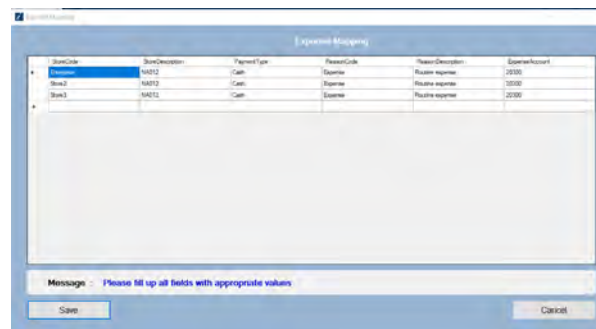 Expense Mapping
Expense Mapping
StoreCode StoreDescription PaymentType ReasonCode ReasonDescription ExpenseAccount
NA012 Cash Expense Routine expense 20300
Store2 NA012 Cash Expense Routine expense 20300
Store3 NA012 Cash Expense Routine expense 20300
Message : Please fill up all fields with appropriate values
Save Cancel